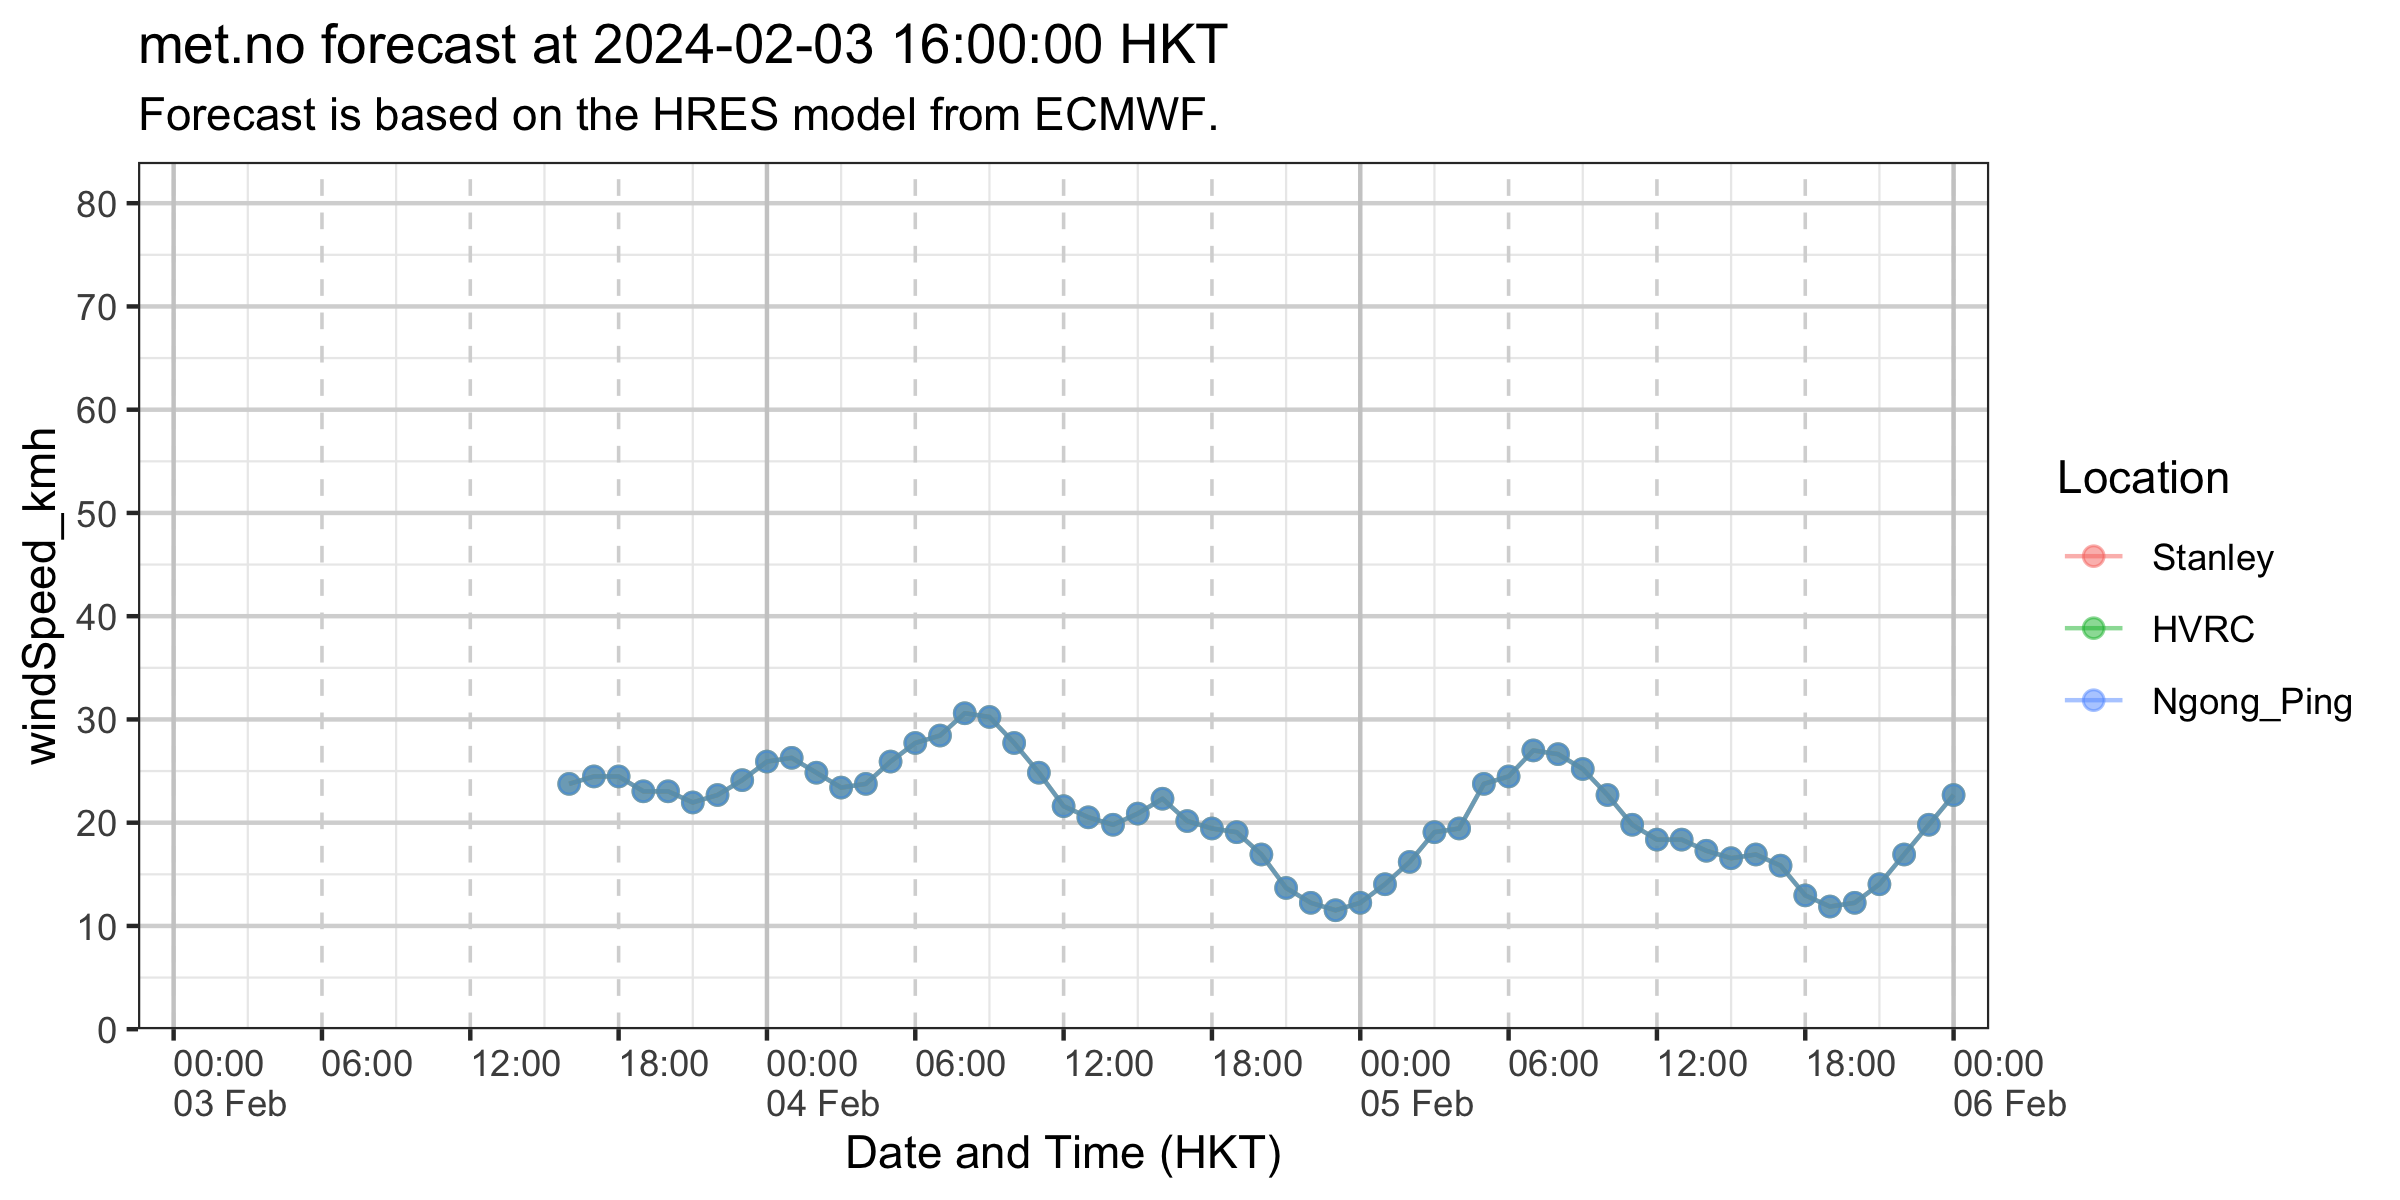 met.no forecast at 2024-02-03 16:00:00 HKT
Forecast is based on the HRES model from ECMWF.
windSpeed_kmh
80
70
60
50
40
30
20
10
0
00:00 06:00 12:00 18:00 00:00 06:00 12:00 18:00 00:00 06:00 12:00 18:00 00:00
03 Feb 04 Feb 05 Feb 06 Feb
Date and Time (HKT)
Location
Stanley
HVRC
Ngong_Ping